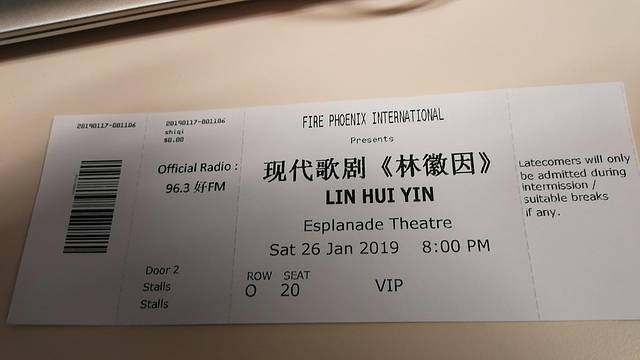 20190117-001106
20190117-001106
shiqi
$0.00
Official Radio :
96.3 好FM
Door 2
Stalls
Stalls
FIRE PHOENIX INTERNATIONAL
Presents
现代歌剧《林徽因》
LIN HUI YIN
Esplanade Theatre
Sat 26 Jan 2019 8:00 PM
ROW SEAT
O 20 VIP
Latecomers will only
be admitted during
intermission /
suitable breaks
if any.